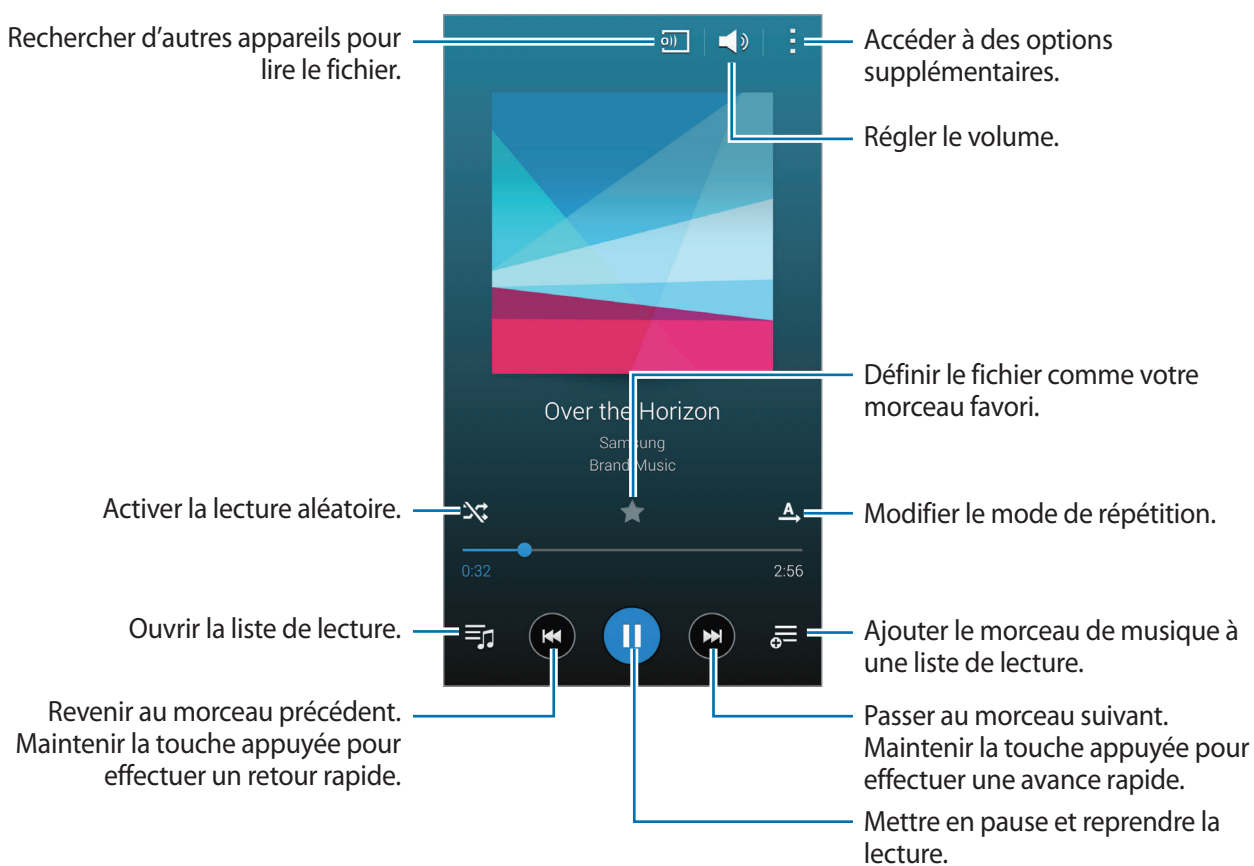 Rechercher d'autres appareils pour
lire le fichier.
Accéder à des options
supplémentaires.
Régler le volume.
Définir le fichier comme votre
morceau favori.
Over the Horizon
Samsung
Brand Music
Activer la lecture aléatoire.
A
Modifier le mode de répétition.
0:32
2:56
Ouvrir la liste de lecture.
Ajouter le morceau de musique à
une liste de lecture.
Revenir au morceau précédent.
Maintenir la touche appuyée pour
effectuer un retour rapide.
Passer au morceau suivant.
Maintenir la touche appuyée pour
effectuer une avance rapide.
Mettre en pause et reprendre la
lecture.